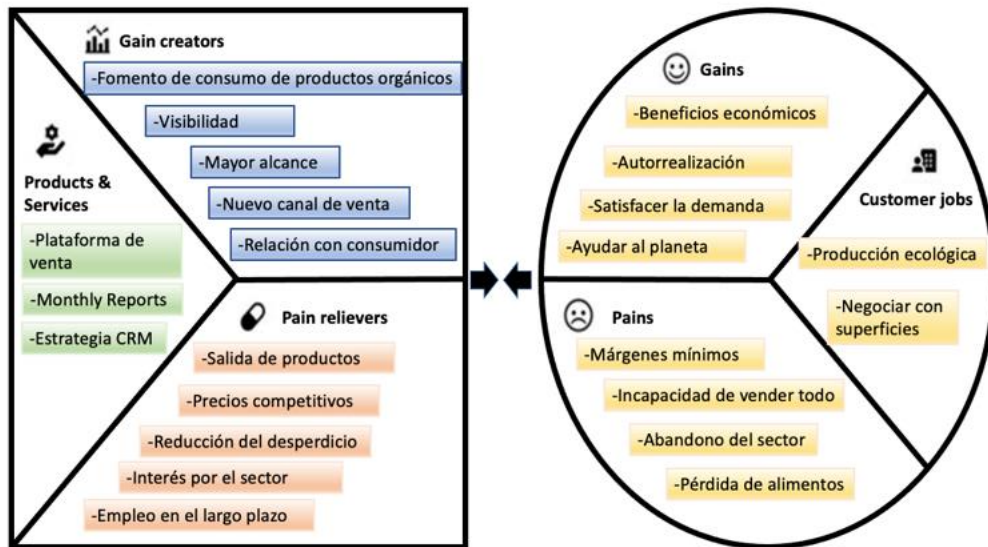 Gain creators
-Fomento de consumo de productos orgánicos
-Visibilidad
-Mayor alcance
-Nuevo canal de venta
-Relación con consumidor
Products &
Services
-Plataforma de
venta
-Monthly Reports
-Estrategia CRM
Pain relievers
-Salida de productos
-Precios competitivos
-Reducción del desperdicio
-Interés por el sector
-Empleo en el largo plazo
Gains
-Beneficios económicos
-Autorrealización
-Satisfacer la demanda
-Ayudar al planeta
Customer jobs
-Producción ecológica
-Negociar con
superficies
Pains
-Márgenes mínimos
-Incapacidad de vender todo
-Abandono del sector
-Pérdida de alimentos